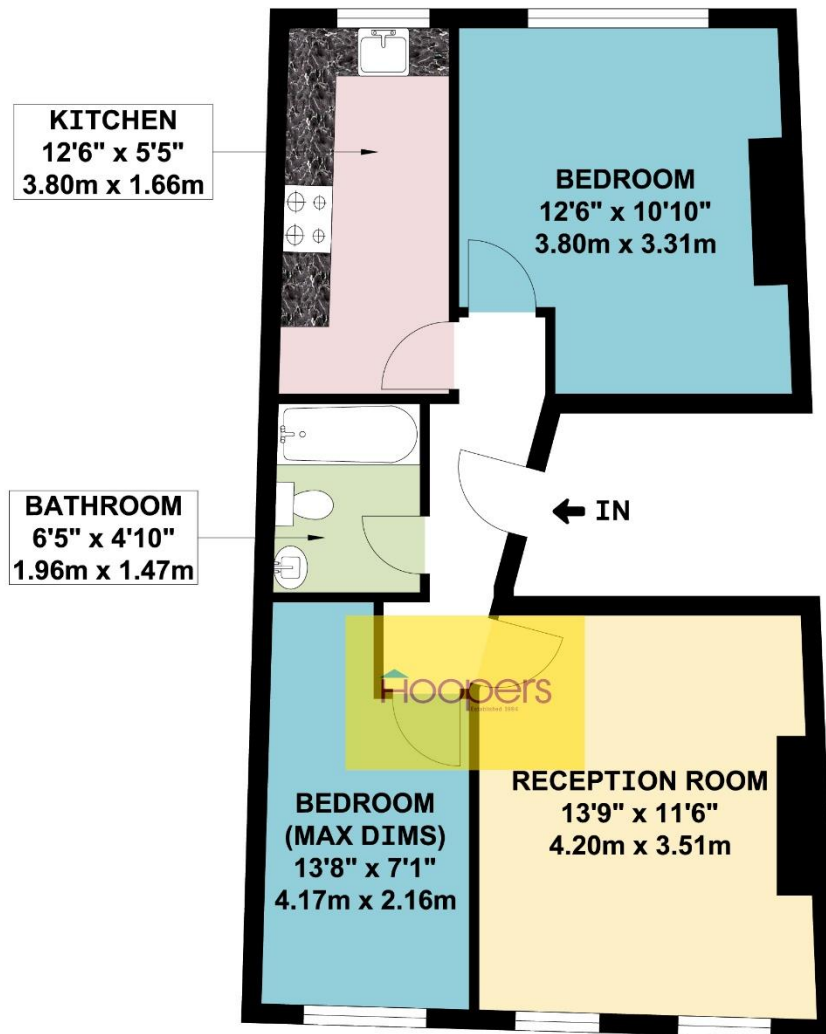 KITCHEN
12'6" x 5'5"
3.80m x 1.66m
BEDROOM
12'6" x 10'10"
3.80m x 3.31m
BATHROOM
6'5" x 4'10"
1.96m x 1.47m
IN
Hoopers
BEDROOM
(MAX DIMS)
13'8" x 7'1"
4.17m x 2.16m
RECEPTION ROOM
13'9" x 11'6"
4.20m x 3.51m